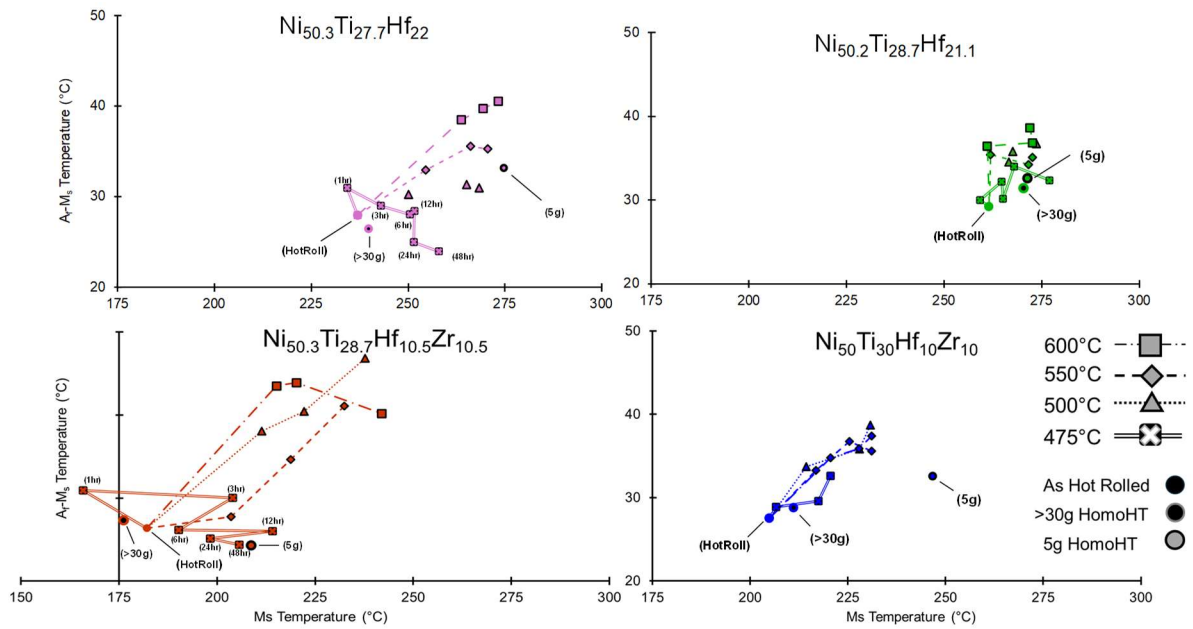 Ni50.3Ti27.7Hf22
50
40
30
20
Af-Ms Temperature (°C)
(1hr)
(3hr)
(12hr)
(6hr)
(24hr)
(48hr)
(HotRoll)
(>30g)
(5g)
175
200
225
250
275
300
Ni50.2Ti28.7Hf21.1
50
40
30
20
(5g)
(>30g)
(HotRoll)
175
200
225
250
275
300
Ni50.3Ti28.7Hf10.5Zr10.5
Af-Ms Temperature (°C)
(1hr)
(3hr)
(12hr)
(6hr)
(24hr)
(48hr)
(>30g)
(HotRoll)
(5g)
150
175
200
225
250
275
300
Ms Temperature (°C)
Ni50Ti30Hf10Zr10
50
40
30
20
(HotRoll)
(>30g)
(5g)
175
200
225
250
275
300
Ms Temperature (°C)
600°C
550°C
500°C
475°C
As Hot Rolled
>30g HomoHT
5g HomoHT